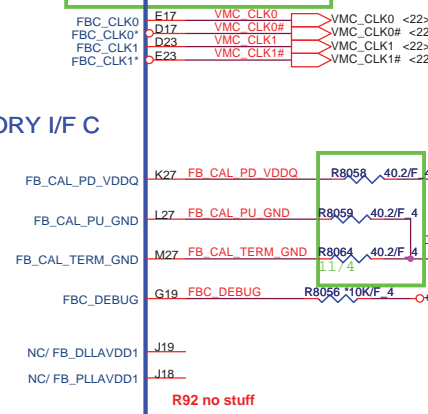 FBC_CLK0 E17 VMC_CLK0 VMC_CLK0 <22>
FBC_CLK0* D17 VMC_CLK0# VMC_CLK0# <22
FBC_CLK1 D23 VMC_CLK1 VMC_CLK1 <22>
FBC_CLK1* E23 VMC_CLK1# VMC_CLK1# <22
ORY I/F C
FB_CAL_PD_VDDQ K27 FB_CAL_PD_VDDQ R8058 40.2/F_4
FB_CAL_PU_GND L27 FB_CAL_PU_GND R8059 40.2/F_4
FB_CAL_TERM_GND M27 FB_CAL_TERM_GND R8064 40.2/F_4
11/4
FBC_DEBUG G19 FBC_DEBUG R8056 *10K/F_4 +
NC/ FB_DLLAVDD1 J19
NC/ FB_PLLAVDD1 J18
R92 no stuff